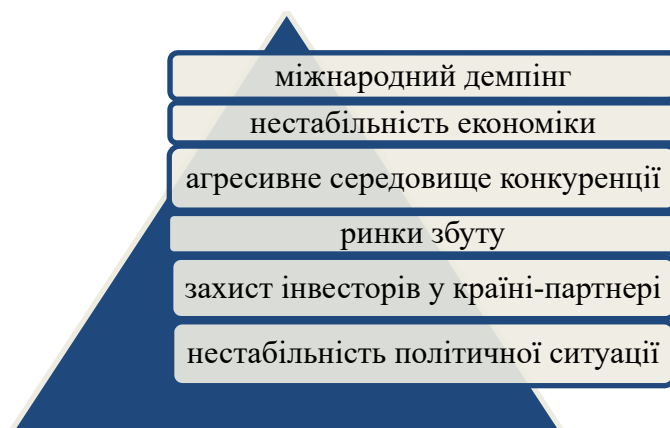 міжнародний демпінг
нестабільність економіки
агресивне середовище конкуренції
ринки збуту
захист інвесторів у країні-партнері
нестабільність політичної ситуації